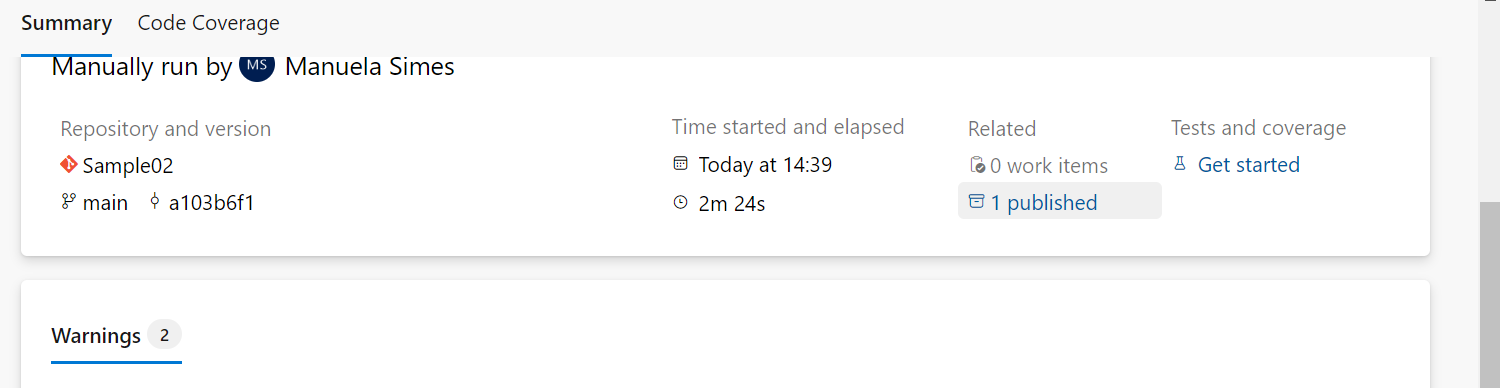 Summary Code Coverage
Manually run by MS Manuela Simes
Repository and version
Sample02
main a103b6f1
Time started and elapsed
Today at 14:39
2m 24s
Related
0 work items
1 published
Tests and coverage
Get started
Warnings 2